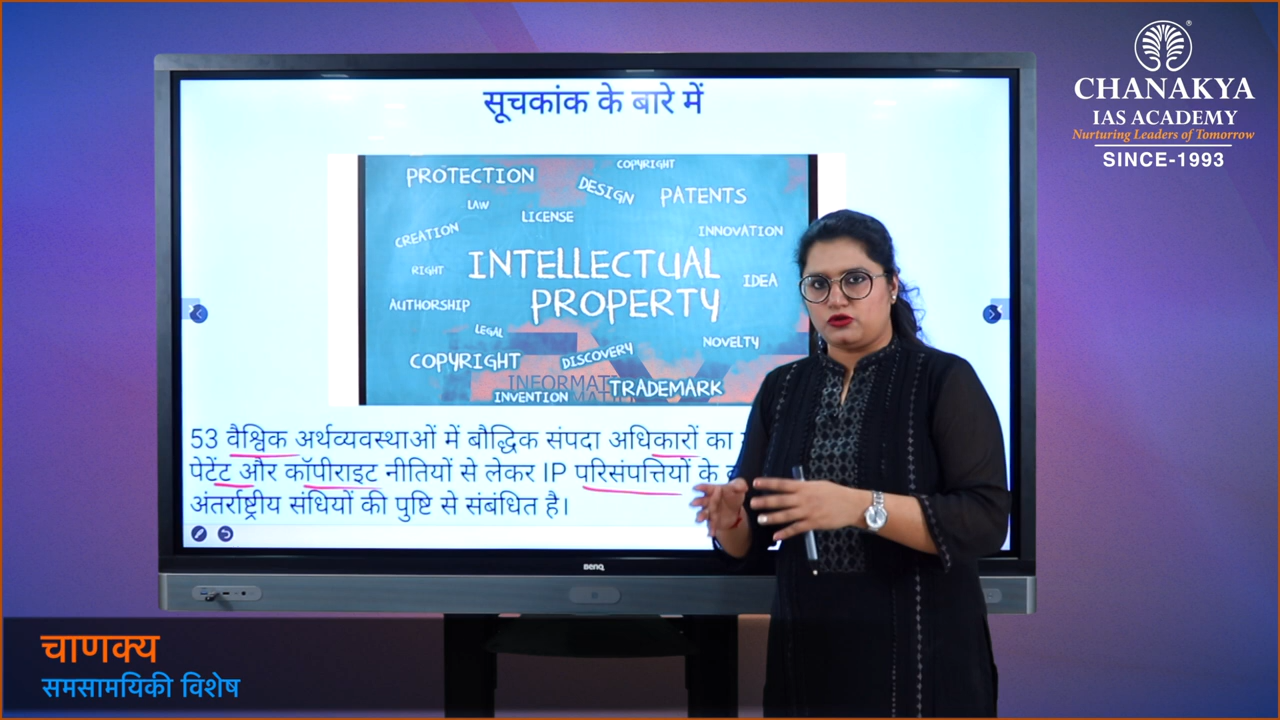 CHANAKYA
IAS ACADEMY
Nurturing Leaders of Tomorrow
SINCE-1993
सूचकांक के बारे में
PROTECTION
COPYRIGHT
DESIGN
PATENTS
LAW
LICENSE
CREATION
INNOVATION
RIGHT
INTELLECTUAL
PROPERTY
IDEA
AUTHORSHIP
LEGAL
NOVELTY
COPYRIGHT
DISCOVERY
TRADEMARK
INVENTION
53 वैश्विक अर्थव्यवस्थाओं में बौद्धिक संपदा अधिकारों का
पेटेंट और कॉपीराइट नीतियों से लेकर IP परिसंपत्तियों के
अंतर्राष्ट्रीय संधियों की पुष्टि से संबंधित है।
BenQ
चाणक्य
समसामयिकी विशेष